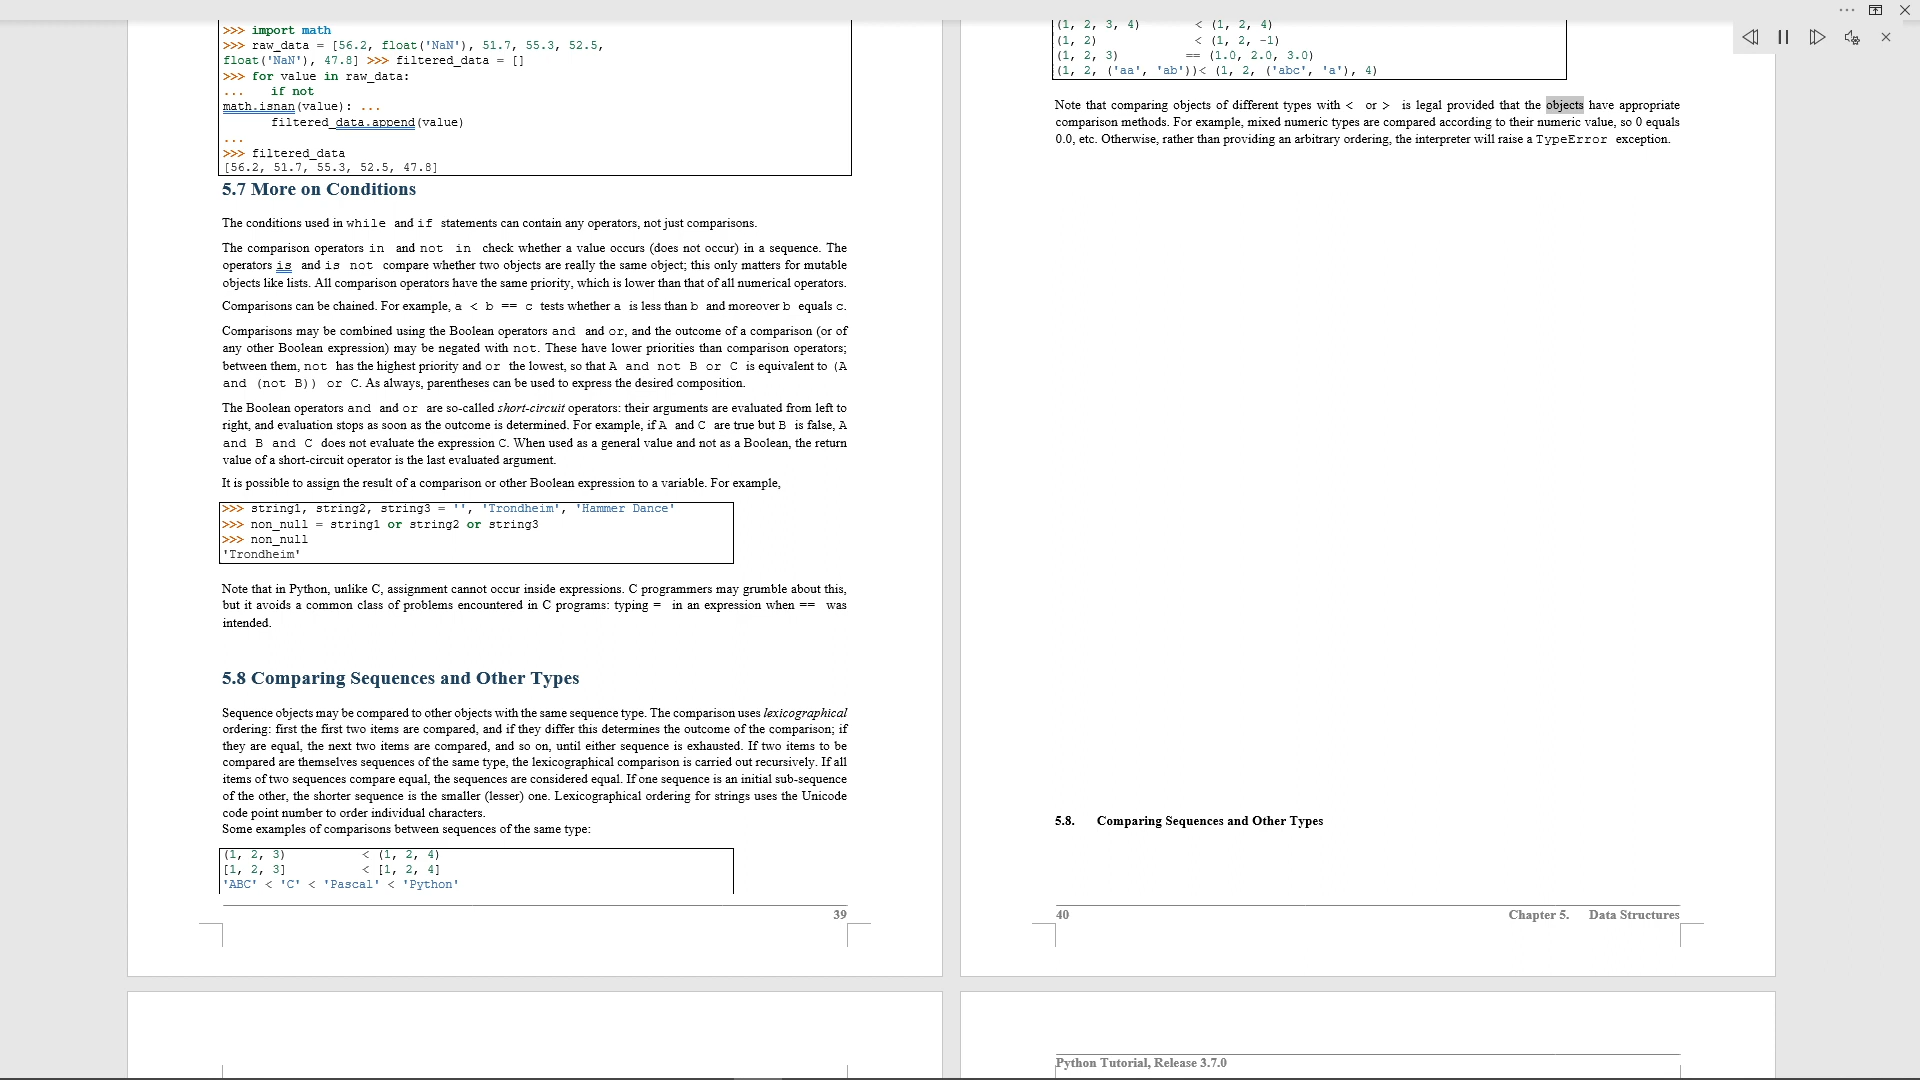 >>> import math
>>> raw_data = [56.2, float('NaN'), 51.7, 55.3, 52.5,
float('NaN'), 47.8] >>> filtered_data = []
>>> for value in raw_data:
...    if not
math.isnan(value): ...
filtered_data.append(value)
...
>>> filtered_data
[56.2, 51.7, 55.3, 52.5, 47.8]
5.7 More on Conditions
The conditions used in while and if statements can contain any operators, not just comparisons.
The comparison operators in and not in check whether a value occurs (does not occur) in a sequence. The
operators is and is not compare whether two objects are really the same object; this only matters for mutable
objects like lists. All comparison operators have the same priority, which is lower than that of all numerical operators.
Comparisons can be chained. For example, a < b == c tests whether a is less than b and moreover b equals c.
Comparisons may be combined using the Boolean operators and and or, and the outcome of a comparison (or of
any other Boolean expression) may be negated with not. These have lower priorities than comparison operators;
between them, not has the highest priority and or the lowest, so that A and not B or C is equivalent to (A
and (not B)) or C. As always, parentheses can be used to express the desired composition.
The Boolean operators and and or are so-called short-circuit operators: their arguments are evaluated from left to
right, and evaluation stops as soon as the outcome is determined. For example, if A and C are true but B is false, A
and B and C does not evaluate the expression C. When used as a general value and not as a Boolean, the return
value of a short-circuit operator is the last evaluated argument.
It is possible to assign the result of a comparison or other Boolean expression to a variable. For example,
>>> string1, string2, string3 = '', 'Trondheim', 'Hammer Dance'
>>> non_null = string1 or string2 or string3
>>> non_null
'Trondheim'
Note that in Python, unlike C, assignment cannot occur inside expressions. C programmers may grumble about this,
but it avoids a common class of problems encountered in C programs: typing = in an expression when == was
intended.
5.8 Comparing Sequences and Other Types
Sequence objects may be compared to other objects with the same sequence type. The comparison uses lexicographical
ordering: first the first two items are compared, and if they differ this determines the outcome of the comparison; if
they are equal, the next two items are compared, and so on, until either sequence is exhausted. If two items to be
compared are themselves sequences of the same type, the lexicographical comparison is carried out recursively. If all
items of two sequences compare equal, the sequences are considered equal. If one sequence is an initial sub-sequence
of the other, the shorter sequence is the smaller (lesser) one. Lexicographical ordering for strings uses the Unicode
code point number to order individual characters.
Some examples of comparisons between sequences of the same type:
(1, 2, 3) < (1, 2, 4)
[1, 2, 3] < [1, 2, 4]
'ABC' < 'C' < 'Pascal' < 'Python'
39
(1, 2, 3, 4) < (1, 2, 4)
(1, 2) < (1, 2, -1)
(1, 2, 3) == (1.0, 2.0, 3.0)
(1, 2, ('aa', 'ab'))< (1, 2, ('abc', 'a'), 4)
Note that comparing objects of different types with < or > is legal provided that the objects have appropriate
comparison methods. For example, mixed numeric types are compared according to their numeric value, so 0 equals
0.0, etc. Otherwise, rather than providing an arbitrary ordering, the interpreter will raise a TypeError exception.
5.8. Comparing Sequences and Other Types
40 Chapter 5. Data Structures
Python Tutorial, Release 3.7.0